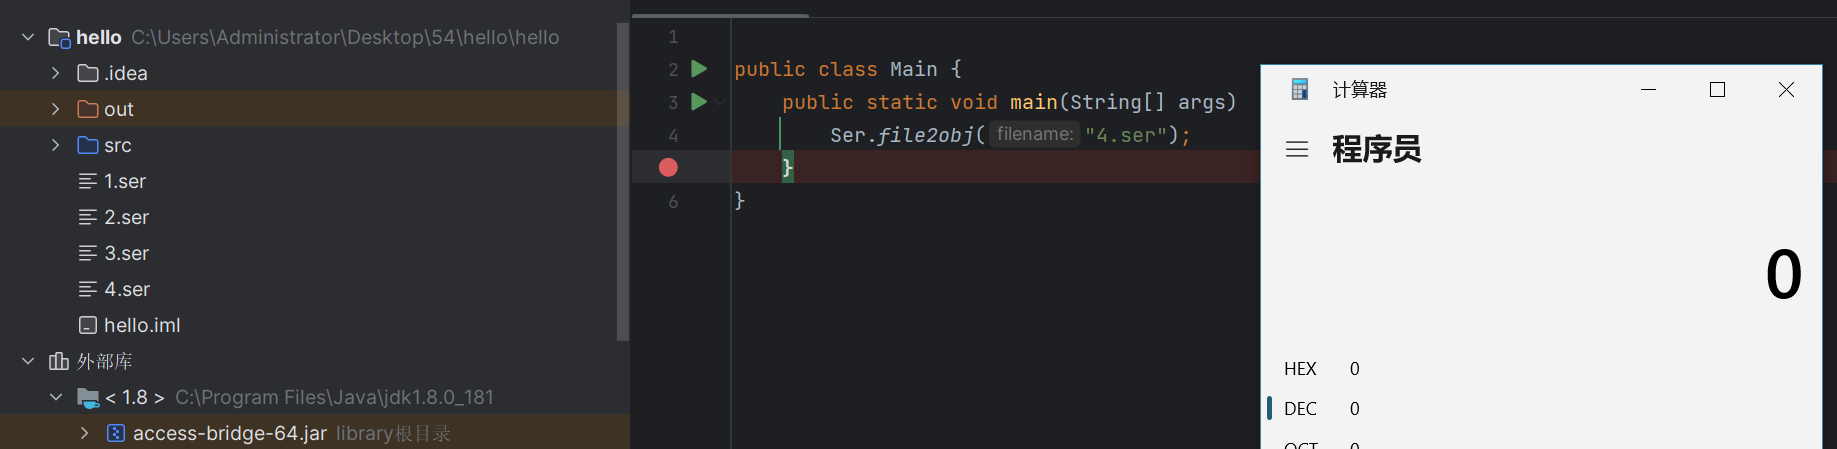 hello C:\Users\Administrator\Desktop\54\hello\hello
.idea
out
src
1.ser
2.ser
3.ser
4.ser
hello.iml
外部库
< 1.8 > C:\Program Files\Java\jdk1.8.0_181
access-bridge-64.jar library根目录
1
2 public class Main {
3 public static void main(String[] args)
4 Ser.file2obj( filename: "4.ser");
}
6 }
计算器
程序员
0
HEX 0
DEC 0
OCT 0